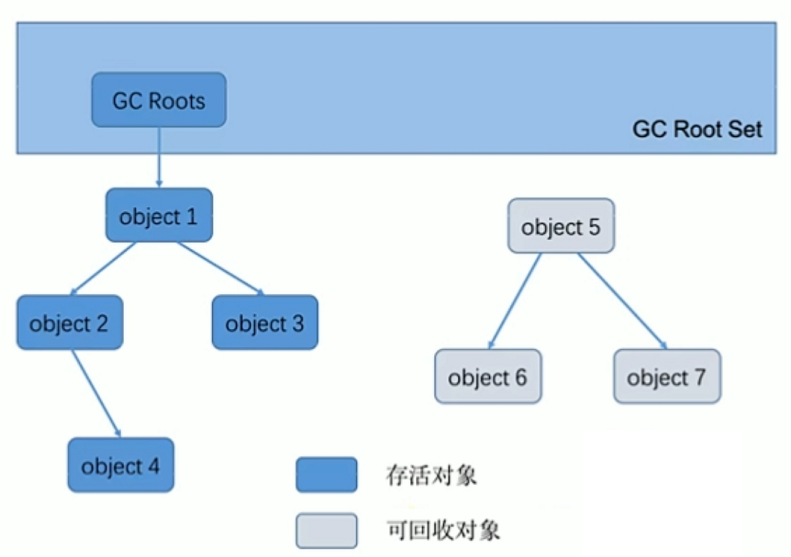 GC Roots
GC Root Set
object 1
object 5
object 2
object 3
object 6
object 7
object 4
存活对象
可回收对象